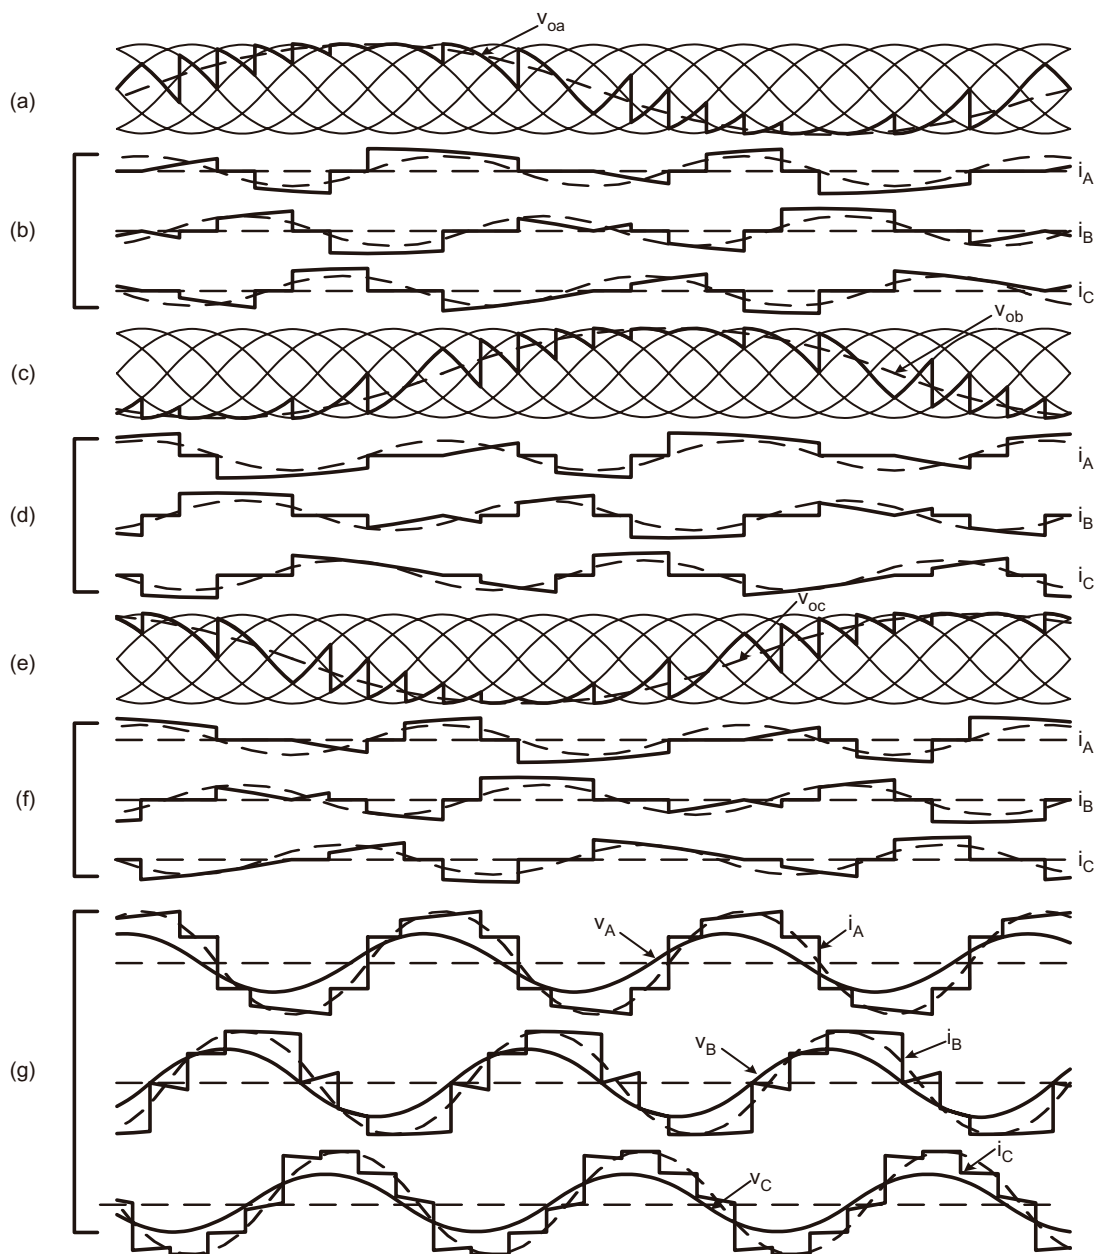 v_oa
(a)
i_A
(b)
i_B
i_C
v_ob
(c)
i_A
(d)
i_B
i_C
v_oc
(e)
i_A
(f)
i_B
i_C
v_A
i_A
v_B
i_B
(g)
i_C
v_C